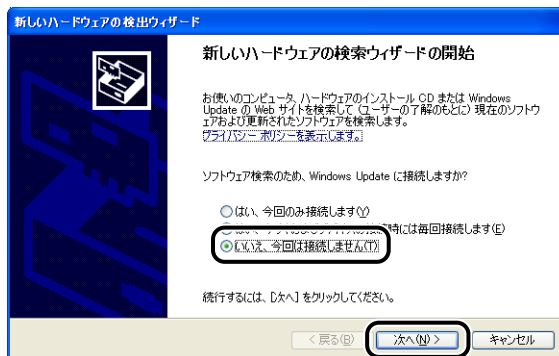 新しいハードウェアの検出ウィザード
新しいハードウェアの検索ウィザードの開始
お使いのコンピュータ、ハードウェアのインストール CD または Windows
Update の Web サイトを検索して (ユーザーの了解のもとに) 現在のソフトウ
ェアおよび更新されたソフトウェアを検索します。
プライバシー ポリシーを表示します。
ソフトウェア検索のため、Windows Update に接続しますか?
はい、今回のみ接続します(Y)
接続時には毎回接続します(E)
いいえ、今回は接続しません(T)
続行するには、[次へ] をクリックしてください。
< 戻る(B) 次へ(N) > キャンセル